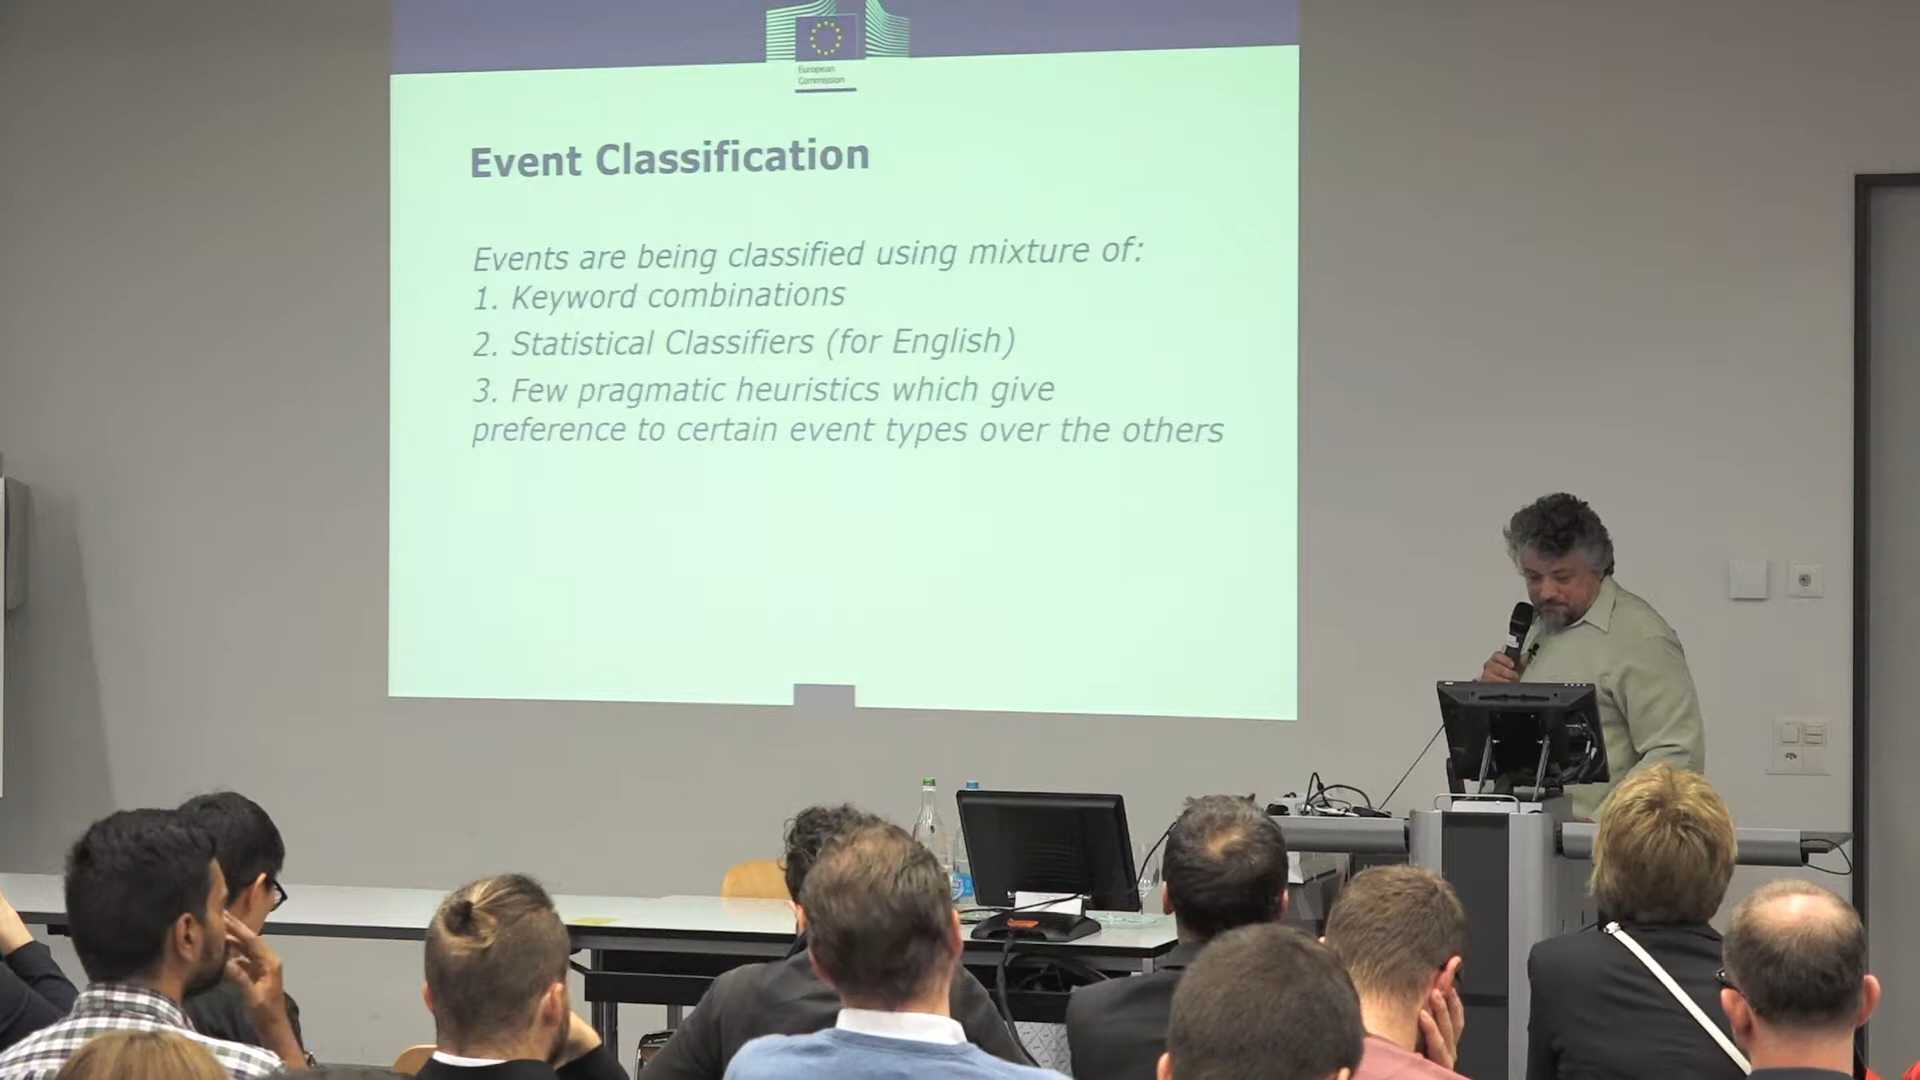 European
Commission
Event Classification
Events are being classified using mixture of:
1. Keyword combinations
2. Statistical Classifiers (for English)
3. Few pragmatic heuristics which give
preference to certain event types over the others